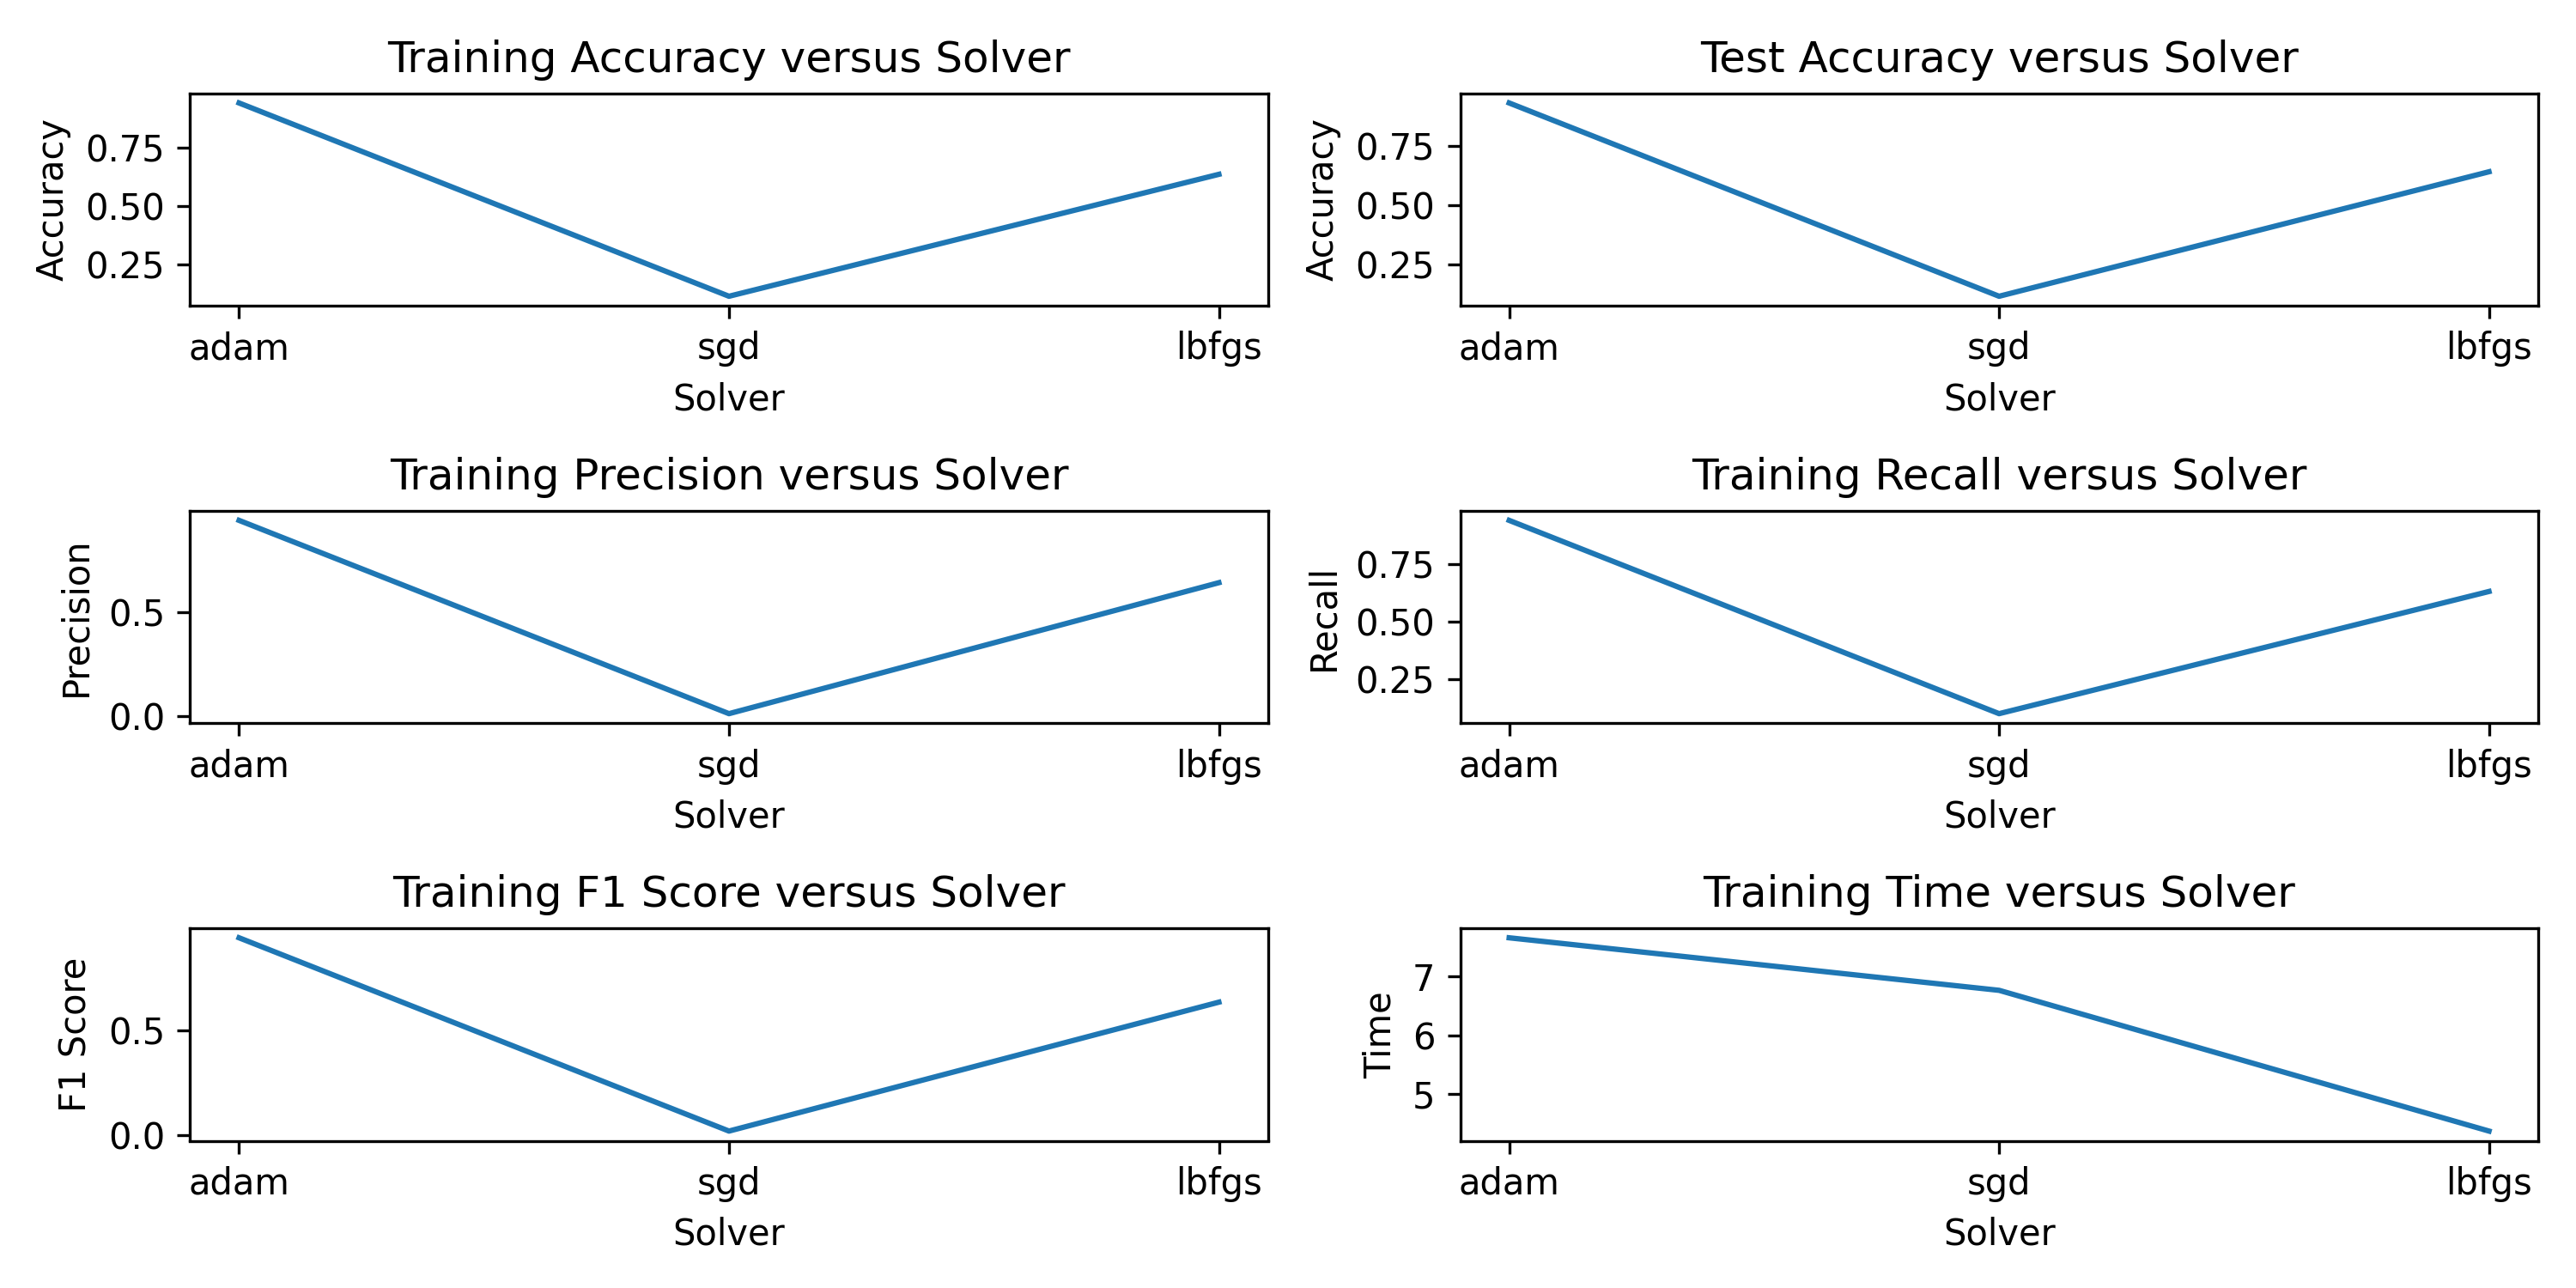 Training Accuracy versus Solver
Accuracy
0.75
0.50
0.25
adam sgd lbfgs
Solver
Test Accuracy versus Solver
Accuracy
0.75
0.50
0.25
adam sgd lbfgs
Solver
Training Precision versus Solver
Precision
0.5
0.0
adam sgd lbfgs
Solver
Training Recall versus Solver
Recall
0.75
0.50
0.25
adam sgd lbfgs
Solver
Training F1 Score versus Solver
F1 Score
0.5
0.0
adam sgd lbfgs
Solver
Training Time versus Solver
Time
7
6
5
adam sgd lbfgs
Solver